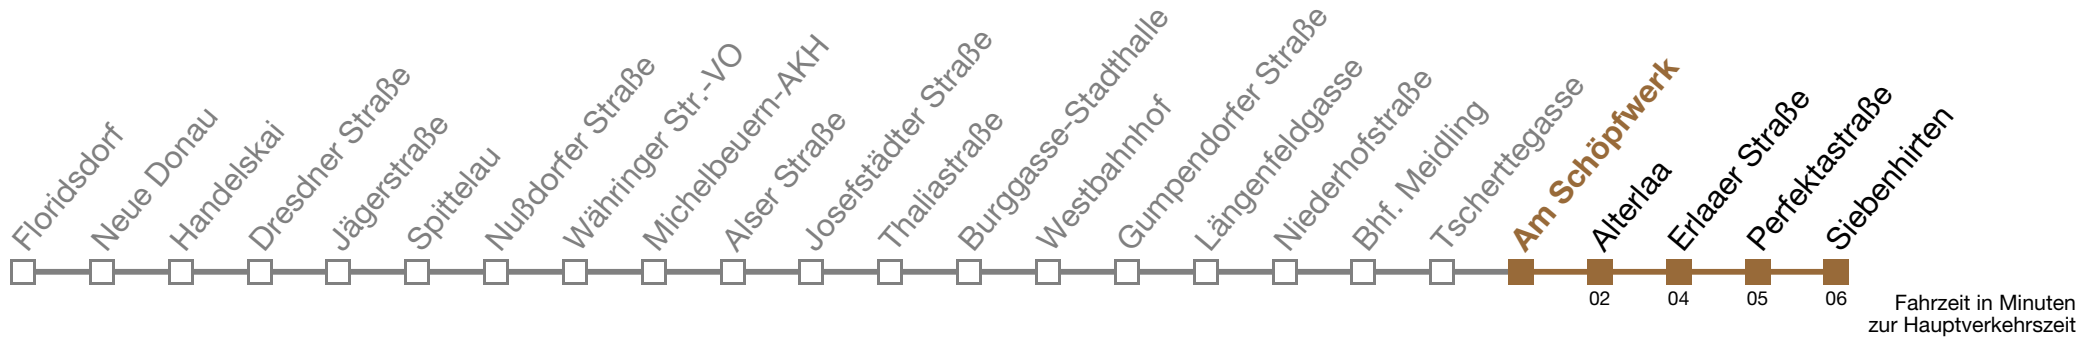 Floridsdorf
Neue Donau
Handelskai
Dresdner Straße
Jägerstraße
Spittelau
Nußdorfer Straße
Währinger Str.-VO
Michelbeuern-AKH
Alser Straße
Josefstädter Straße
Thaliastraße
Burggasse-Stadthalle
Westbahnhof
Gumpendorfer Straße
Längenfeldgasse
Niederhofstraße
Bhf. Meidling
Tscherttegasse
Am Schöpfwerk
Alterlaa
Erlaaer Straße
Perfektastraße
Siebenhirten
02
04
05
06
Fahrzeit in Minuten
zur Hauptverkehrszeit